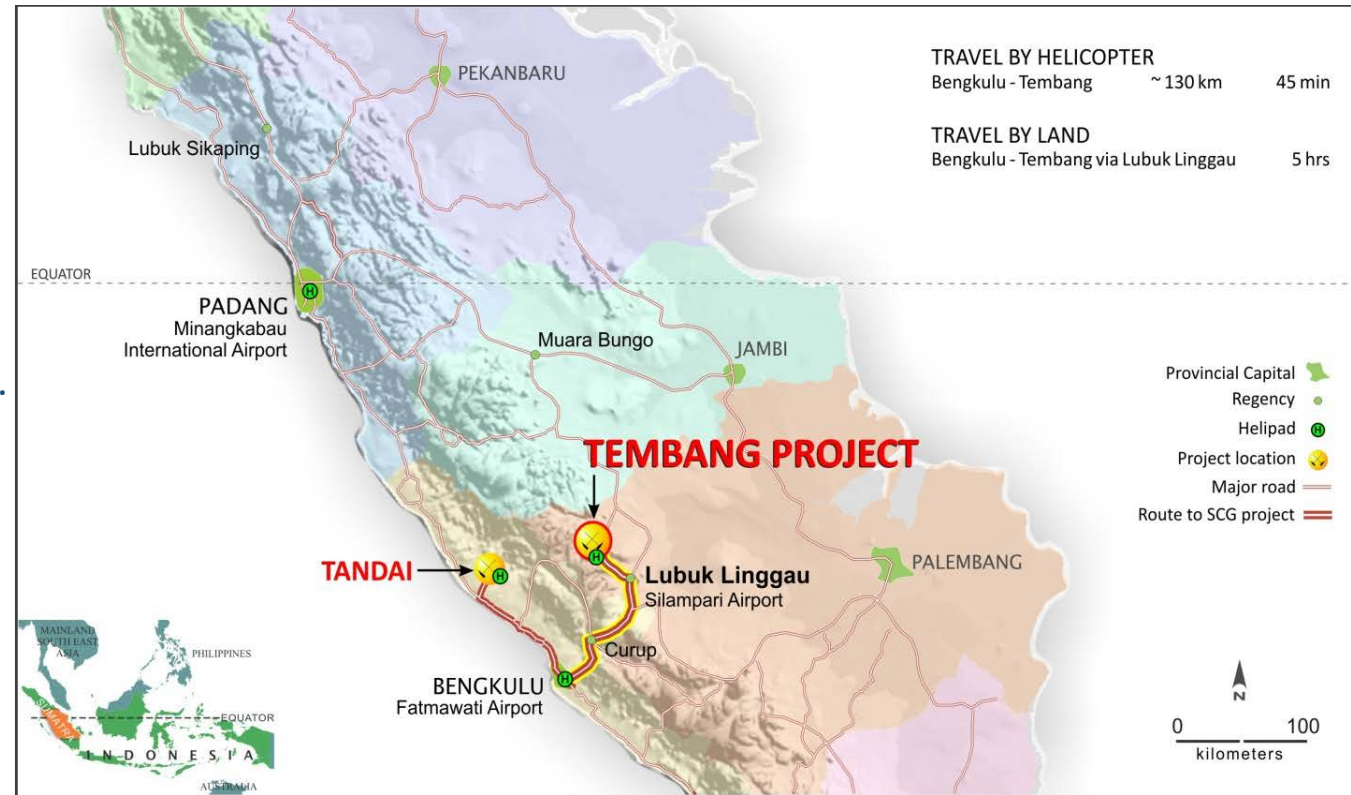 TRAVEL BY HELICOPTER
Bengkulu - Tembang ~ 130 km 45 min
TRAVEL BY LAND
Bengkulu - Tembang via Lubuk Linggau 5 hrs
PEKANBARU
Lubuk Sikaping
EQUATOR
PADANG
Minangkabau
International Airport
Muara Bungo
JAMBI
Provincial Capital
Regency
Helipad
Project location
Major road
Route to SCG project
TEMBANG PROJECT
TANDAI
Lubuk Linggau
Silampari Airport
PALEMBANG
Curup
BENGKULU
Fatmawati Airport
H
H
H
H
H
N
0 100
kilometers
MAINLAND
SOUTH EAST
ASIA
PHILIPPINES
SUMATRA
EQUATOR
INDONESIA
AUSTRALIA